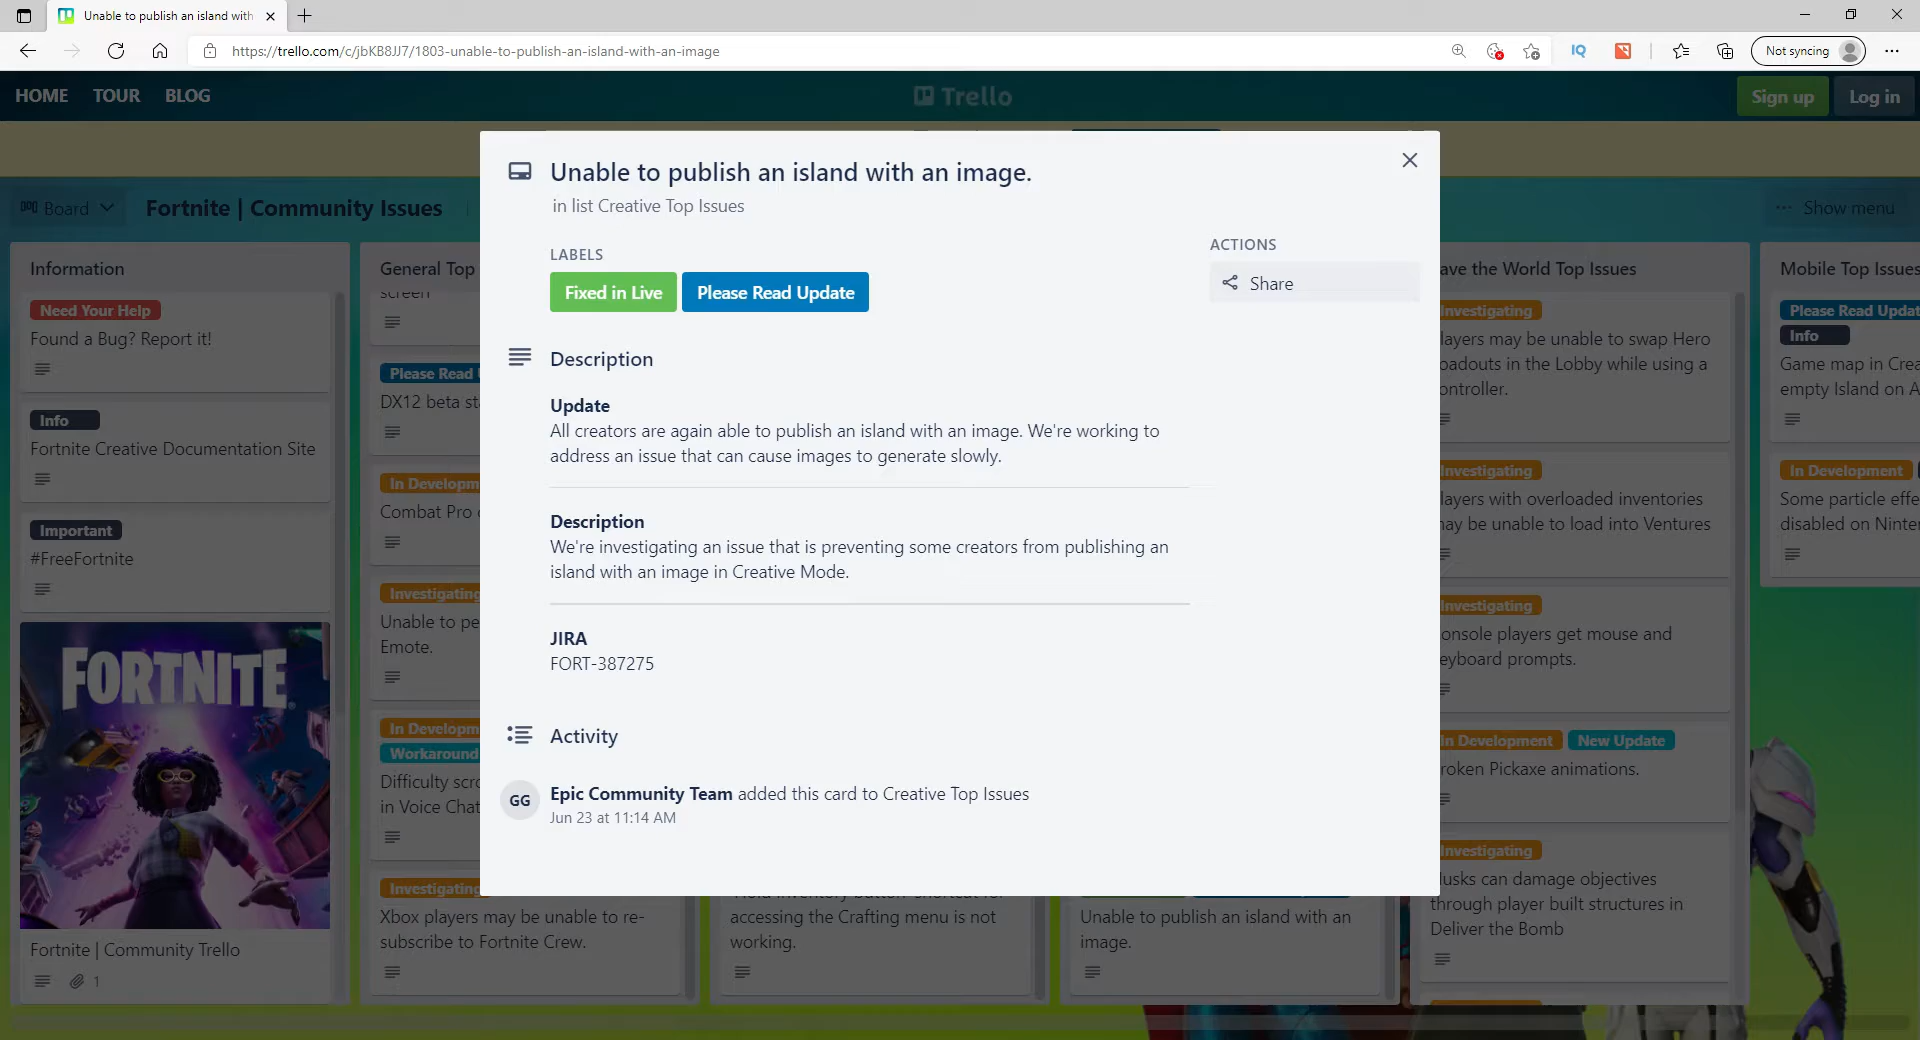 Unable to publish an island with
https://trello.com/c/jbKB8JJ7/1803-unable-to-publish-an-island-with-an-image
IQ
Not syncing
HOME
TOUR
BLOG
Trello
Sign up
Log in
Board
Fortnite | Community Issues
Show menu
Information
Need Your Help
Found a Bug? Report it!
Info
Fortnite Creative Documentation Site
Important
#FreeFortnite
FORTNITE
Fortnite | Community Trello
1
General Top
screen
Please Read
DX12 beta
In Developm
Combat Pro
Investigating
Unable to
Emote.
In Developm
Workaround
Difficulty
in Voice Chat
Investigating
Xbox players may be unable to re-
subscribe to Fortnite Crew.
Unable to publish an island with an image.
in list Creative Top Issues
LABELS
Fixed in Live
Please Read Update
ACTIONS
Share
Description
Update
All creators are again able to publish an island with an image. We're working to
address an issue that can cause images to generate slowly.
Description
We're investigating an issue that is preventing some creators from publishing an
island with an image in Creative Mode.
JIRA
FORT-387275
Activity
GG
Epic Community Team added this card to Creative Top Issues
Jun 23 at 11:14 AM
Hold Inventory button shortcut for
accessing the Crafting menu is not
working.
Unable to publish an island with an
image.
ave the World Top Issues
Investigating
layers may be unable to swap Hero
oadouts in the Lobby while using a
ontroller.
Investigating
layers with overloaded inventories
may be unable to load into Ventures
Investigating
onsole players get mouse and
eyboard prompts.
In Development
New Update
roken Pickaxe animations.
Investigating
usks can damage objectives
through player built structures in
Deliver the Bomb
Mobile Top Issues
Please Read Updat
Info
Game map in Crea
empty Island on A
In Development
Some particle effe
disabled on Ninte